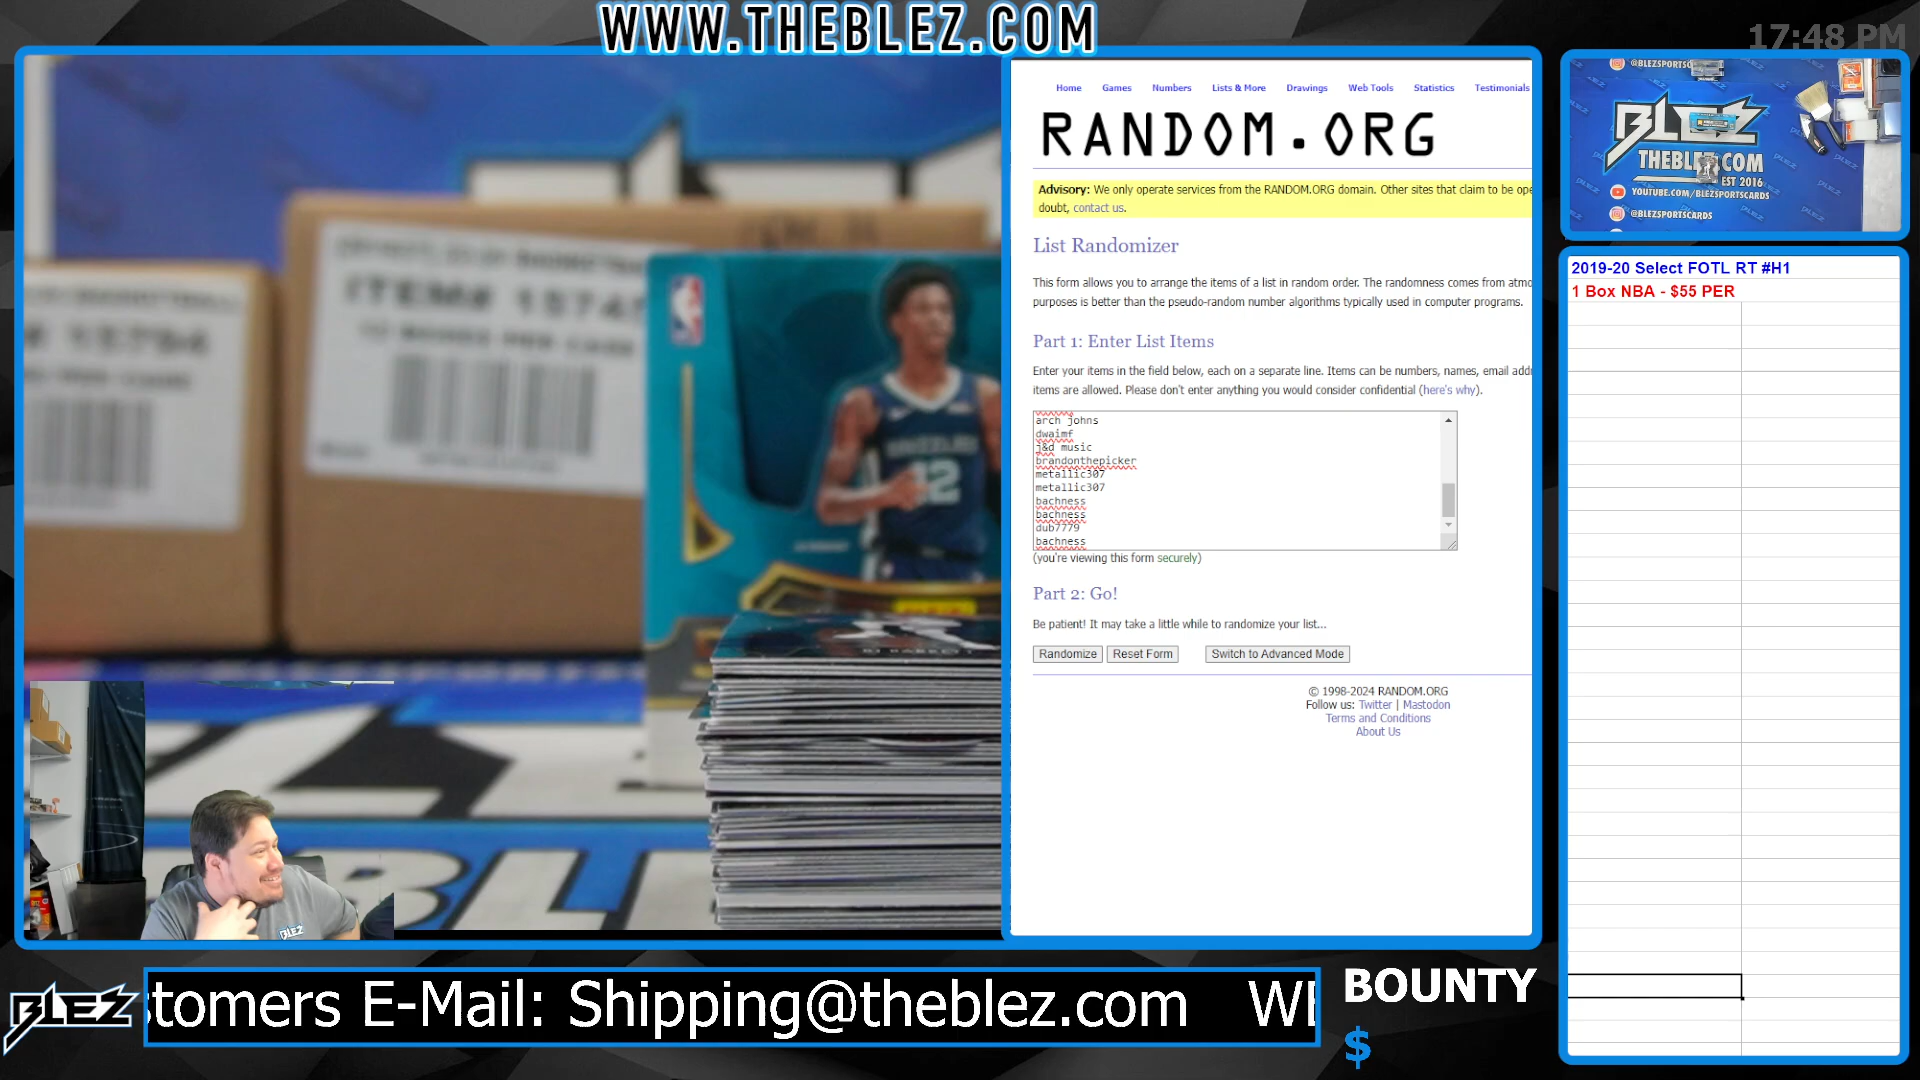 WWW.THEBLEZ.COM
17:48 PM
Home Games Numbers Lists & More Drawings Web Tools Statistics Testimonials
RANDOM.ORG
Advisory: We only operate services from the RANDOM.ORG domain. Other sites that claim to be ope
doubt, contact us.
List Randomizer
This form allows you to arrange the items of a list in random order. The randomness comes from atmo
purposes is better than the pseudo-random number algorithms typically used in computer programs.
Part 1: Enter List Items
Enter your items in the field below, each on a separate line. Items can be numbers, names, email addr
items are allowed. Please don't enter anything you would consider confidential (here's why).
arch johns
dwaimf
j&d music
brandonthepicker
metallic307
metallic307
bachness
bachness
dub7779
bachness
(you're viewing this form securely)
Part 2: Go!
Be patient! It may take a little while to randomize your list...
Randomize Reset Form Switch to Advanced Mode
© 1998-2024 RANDOM.ORG
Follow us: Twitter | Mastodon
Terms and Conditions
About Us
BLEZ
EST 2016
YOUTUBE.COM/BLEZSPORTSCARDS
@BLEZSPORTSCARDS
2019-20 Select FOTL RT #H1
1 Box NBA - $55 PER
ITEM#
GRIZZLIES
12
BLEZ
BLEZ
stomers E-Mail: Shipping@theblez.com WE
BOUNTY
$